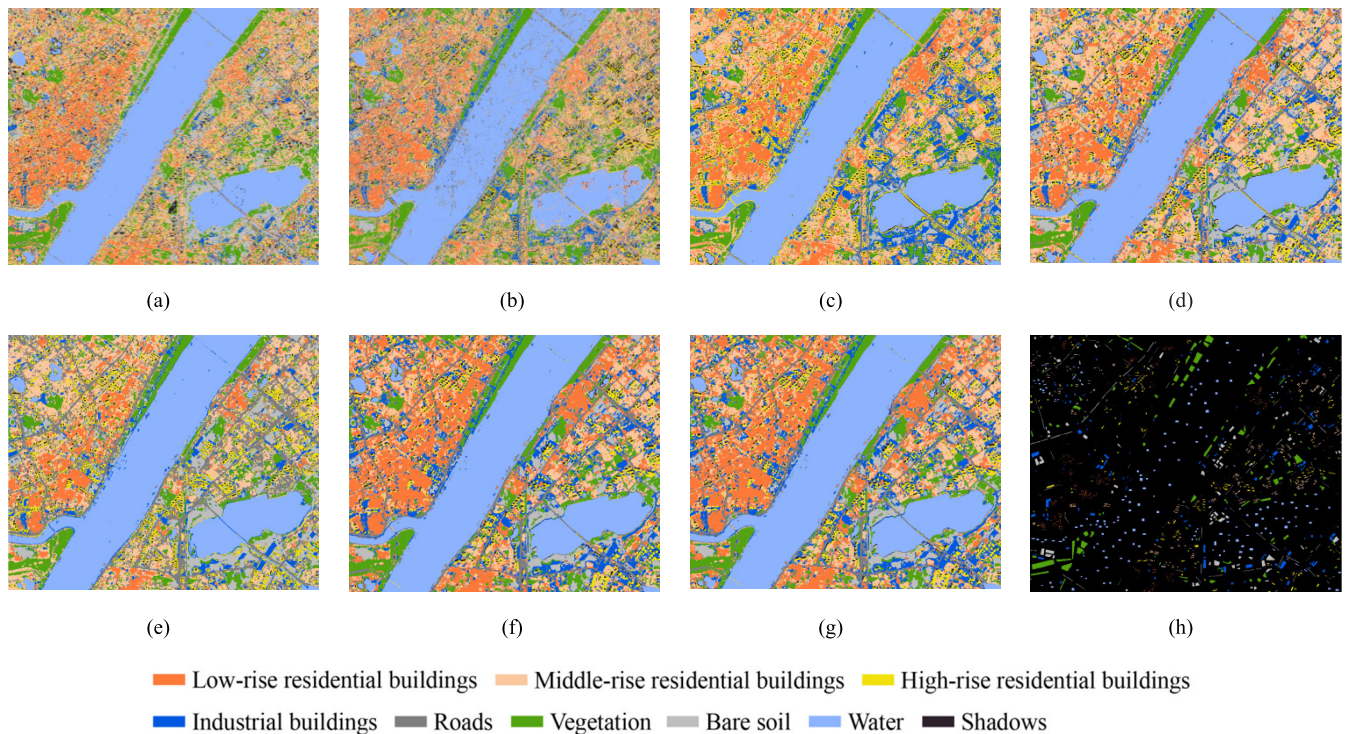 (a) (b) (c) (d)
(e) (f) (g) (h)
Low-rise residential buildings Middle-rise residential buildings High-rise residential buildings
Industrial buildings Roads Vegetation Bare soil Water Shadows